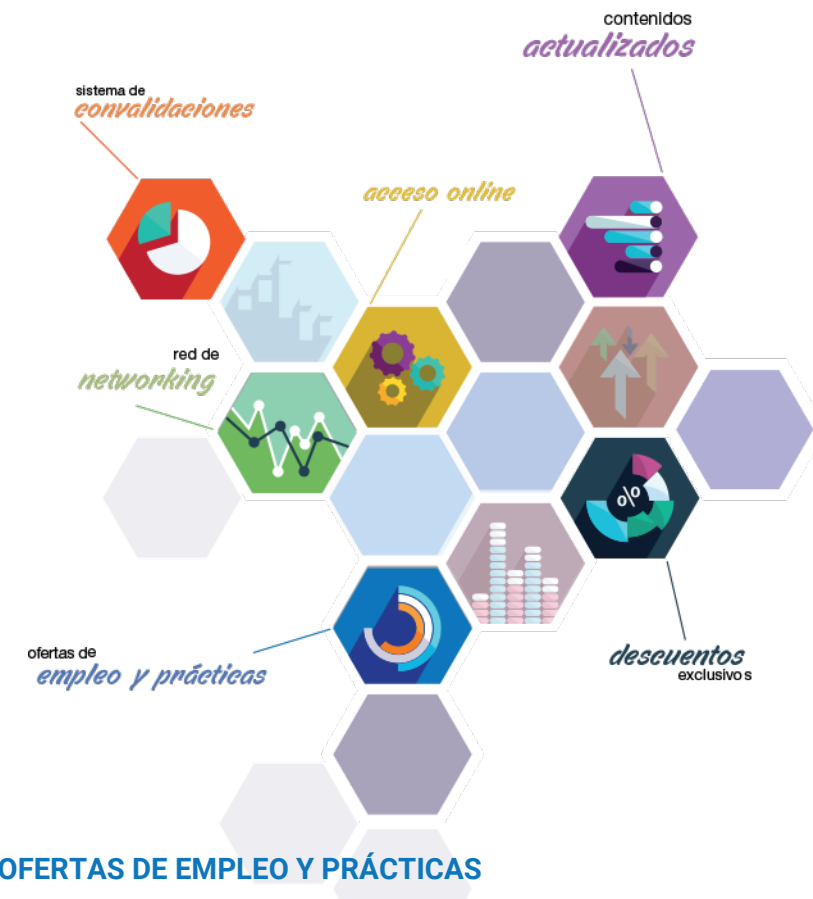 contenidos
actualizados
sistema de
convalidaciones
acceso online
red de
networking
%
ofertas de
empleo y prácticas
descuentos
exclusivos
OFERTAS DE EMPLEO Y PRÁCTICAS